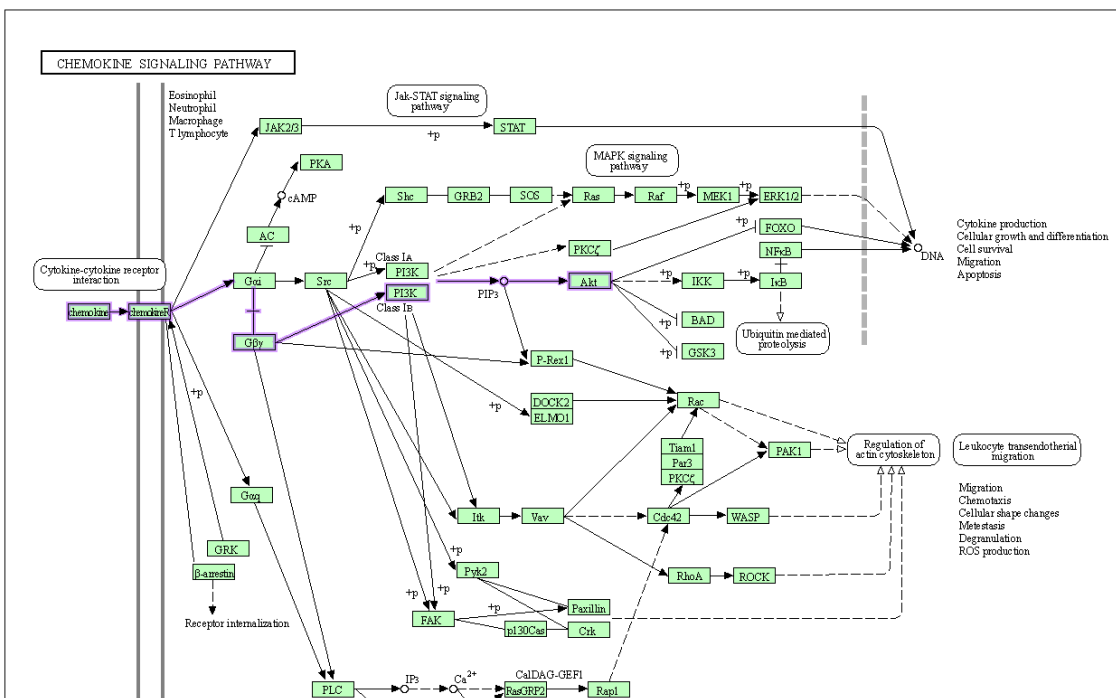 CHEMOKINE SIGNALING PATHWAY
Eosinophil
Neutrophil
Macrophage
T lymphocyte
Jak-STAT signaling
pathway
JAK2/3
+p
STAT
PKA
cAMP
AC
MAPK signaling
pathway
Shc
GRB2
SOS
Ras
Raf
+p
MEK1
+p
ERK1/2
+p
+p
FOXO
PKCζ
NFκB
DNA
Cytokine production
Cellular growth and differentiation
Cell survival
Migration
Apoptosis
Cytokine-cytokine receptor
interaction
Class IA
+p
PI3K
Gαi
Src
PI3K
Class IB
PIP3
Akt
+p
IKK
+p
IκB
chemokine
chemokineR
+p
BAD
Ubiquitin mediated
proteolysis
Gβγ
+p
GSK3
P-Rex1
+p
DOCK2
ELMO1
Rac
+p
Tiam1
Par3
PKCζ
PAK1
Regulation of
actin cytoskeleton
Leukocyte transendotherial
migration
Gαq
Itk
Vav
Cdc42
WASP
Migration
Chemotaxis
Cellular shape changes
Metastasis
Degranulation
ROS production
GRK
β-arrestin
+p
Pyk2
RhoA
ROCK
+p
+p
+p
Paxillin
FAK
p130Cas
Crk
Receptor internalization
PLC
IP3
Ca2+
CalDAG-GEF1
RasGRP2
Rap1